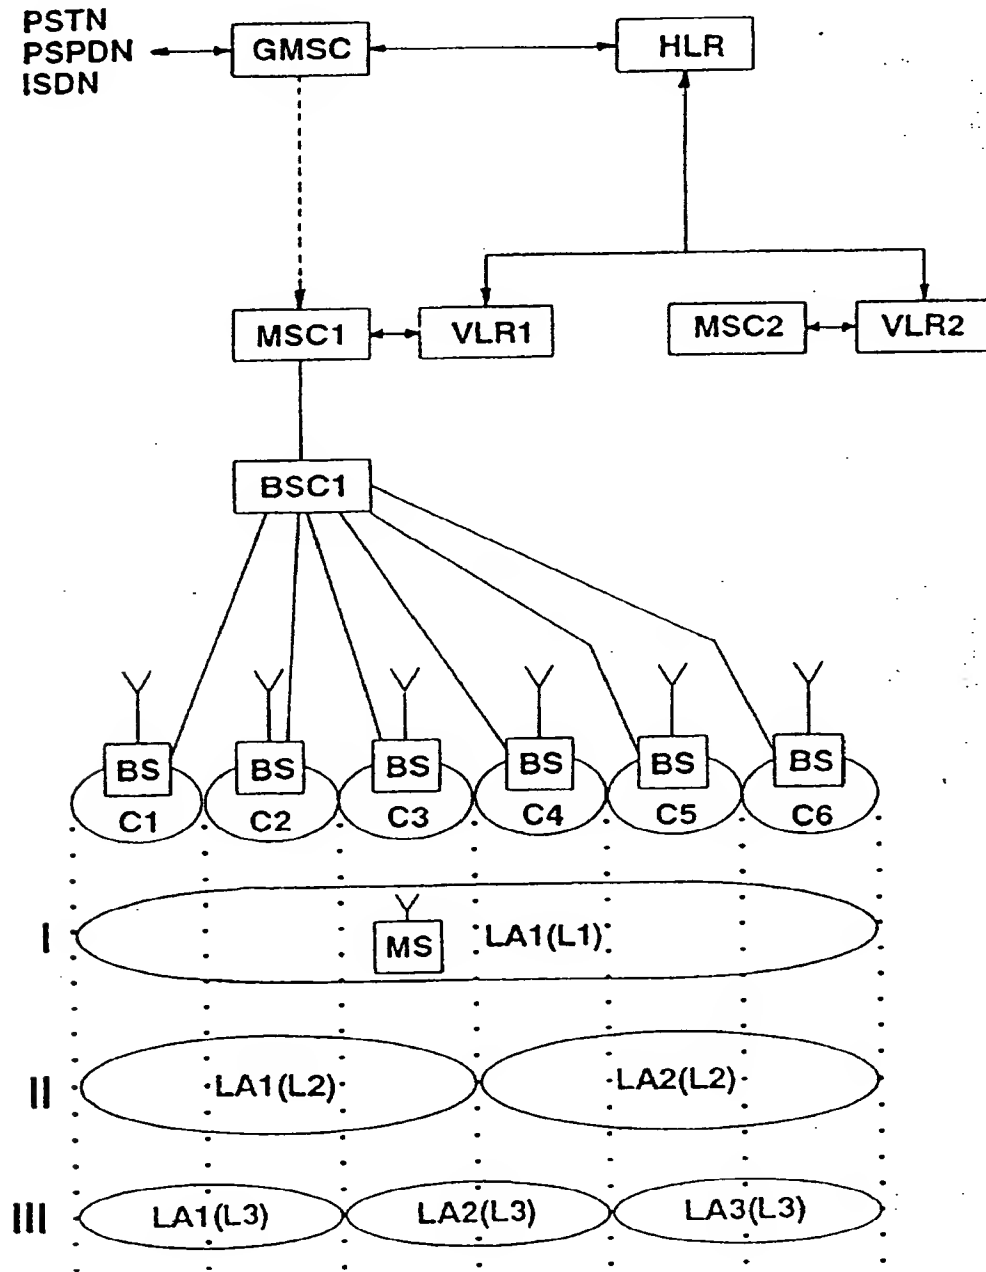 PSTN
PSPDN
ISDN
GMSC
HLR
MSC1
VLR1
MSC2
VLR2
BSC1
BS
BS
BS
BS
BS
BS
C1
C2
C3
C4
C5
C6
I
MS
LA1(L1)
II
LA1(L2)
LA2(L2)
III
LA1(L3)
LA2(L3)
LA3(L3)